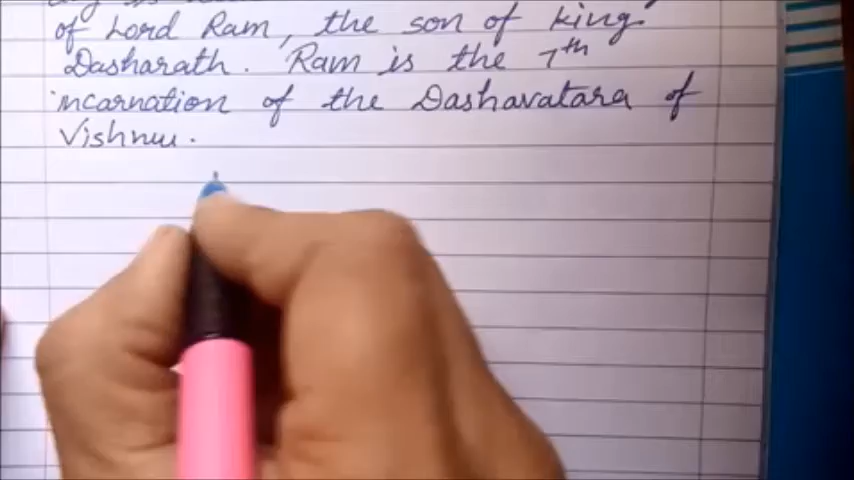 of Lord Ram, the son of king
Dasharath. Ram is the 7th
incarnation of the Dashavatara of
Vishnu.